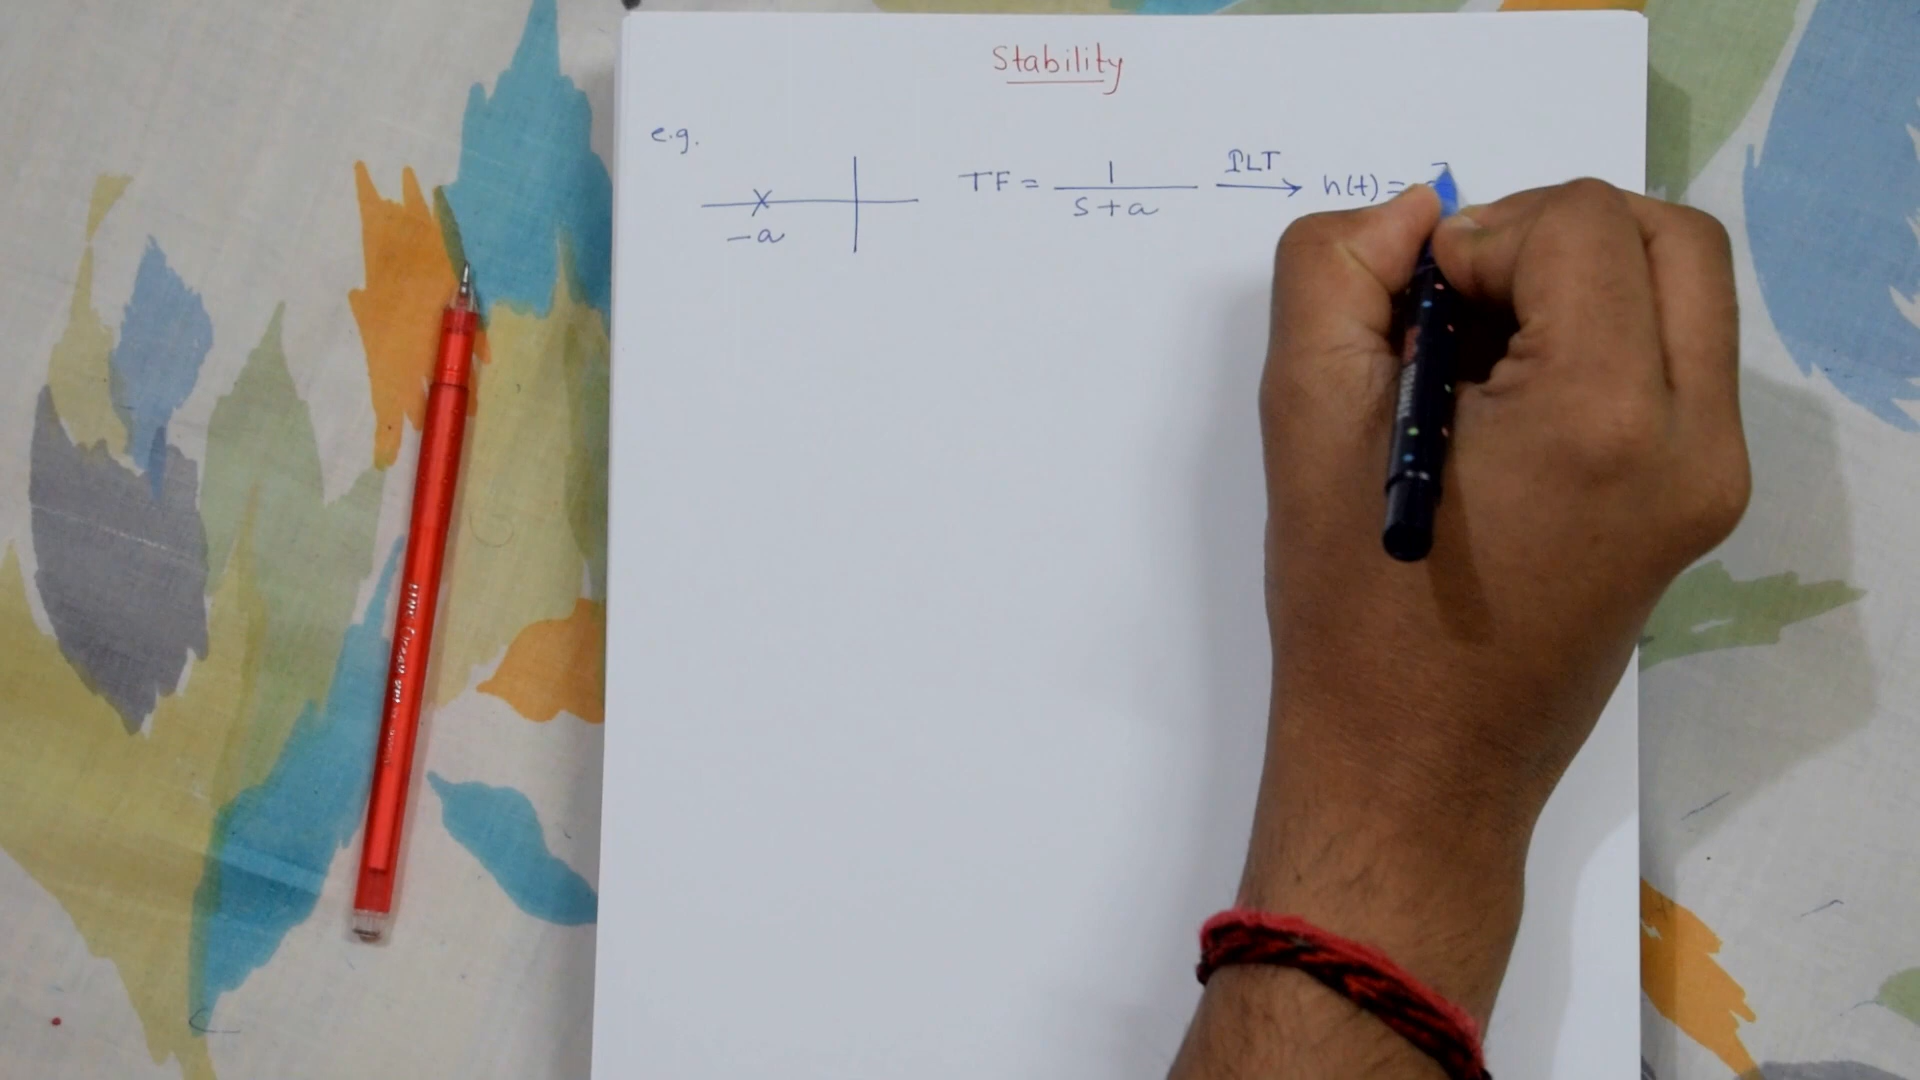 Stability
e.g.
-a
TF = 1 / s+a ILT → h(t) =